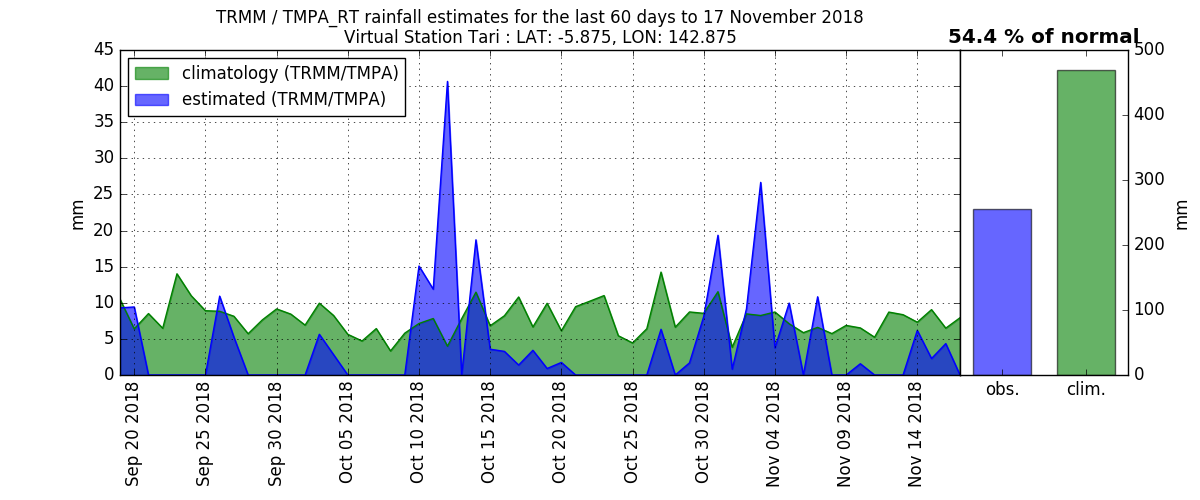 TRMM / TMPA_RT rainfall estimates for the last 60 days to 17 November 2018
Virtual Station Tari : LAT: -5.875, LON: 142.875
54.4 % of normal
climatology (TRMM/TMPA)
estimated (TRMM/TMPA)
mm
45
40
35
30
25
20
15
10
5
0
Sep 20 2018
Sep 25 2018
Sep 30 2018
Oct 05 2018
Oct 10 2018
Oct 15 2018
Oct 20 2018
Oct 25 2018
Oct 30 2018
Nov 04 2018
Nov 09 2018
Nov 14 2018
obs.
clim.
500
400
300
200
100
0
mm